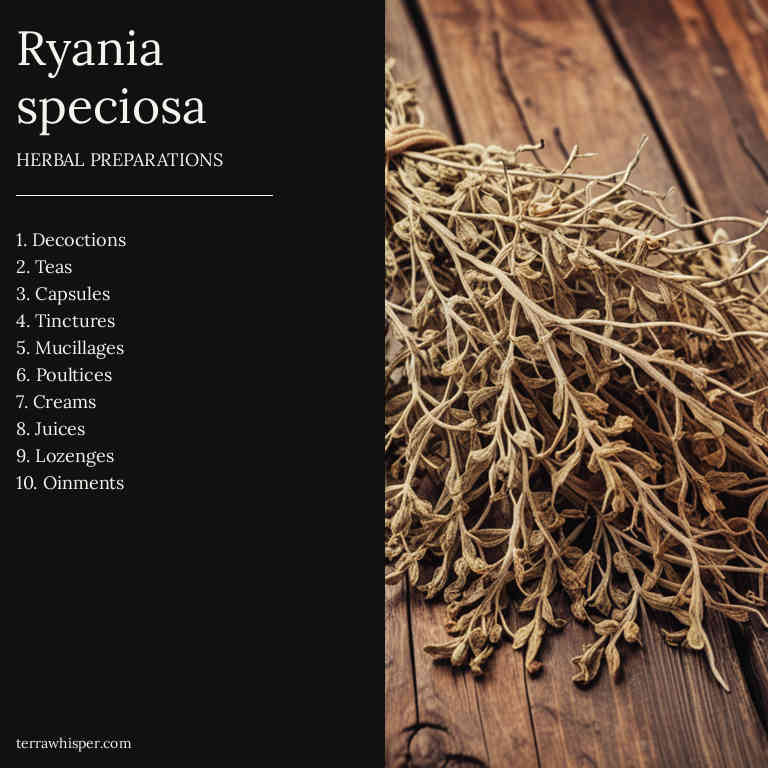 Ryania
speciosa
HERBAL PREPARATIONS
1. Decoctions
2. Teas
3. Capsules
4. Tinctures
5. Mucillages
6. Poultices
7. Creams
8. Juices
9. Lozenges
10. Oinments
terrawhisper.com